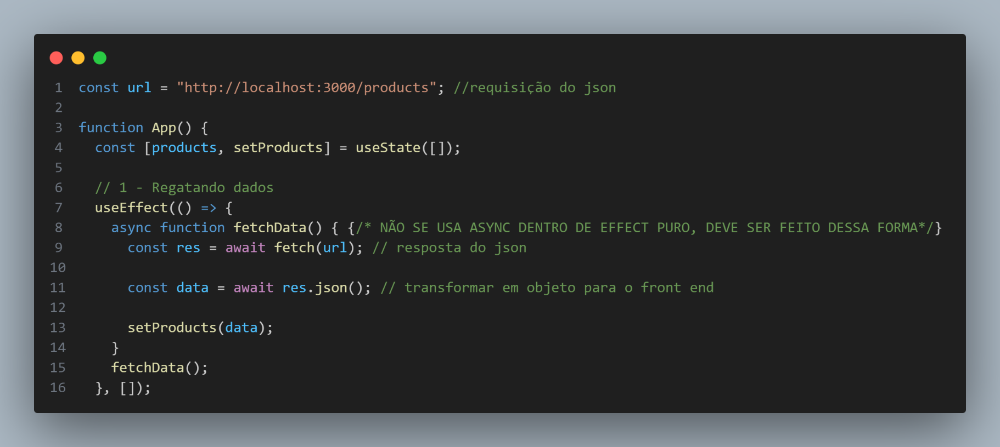 1 const url = "http://localhost:3000/products"; //requisição do json
2
3 function App() {
4 const [products, setProducts] = useState([]);
5
6 // 1 - Regatando dados
7 useEffect(() => {
8 async function fetchData() { {/* NÃO SE USA ASYNC DENTRO DE EFFECT PURO, DEVE SER FEITO DESSA FORMA*/}
9 const res = await fetch(url); // resposta do json
10
11 const data = await res.json(); // transformar em objeto para o front end
12
13 setProducts(data);
14 }
15 fetchData();
16 }, []);